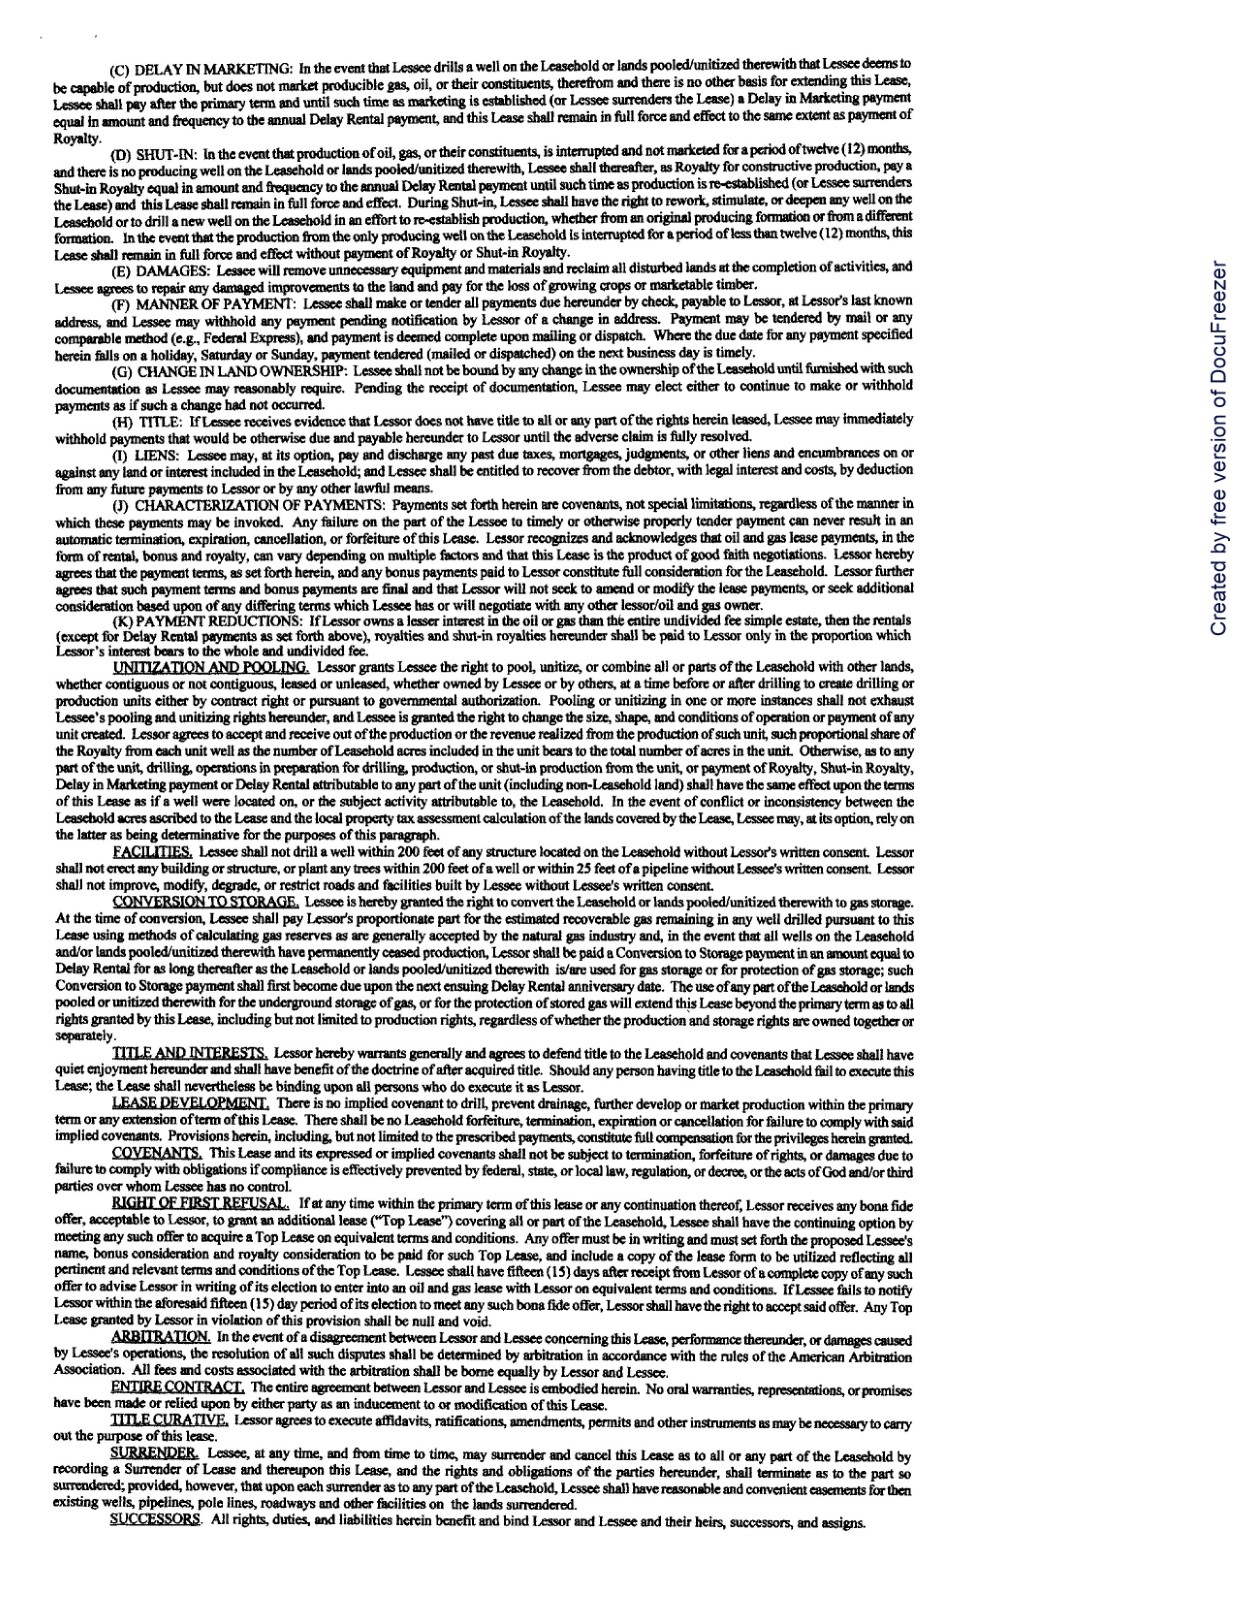 (C) DELAY IN MARKETING: In the event that Lessee drills a well on the Leasehold or lands pooled/unitized therewith that Lessee deems to
be capable of production, but does not market producible gas, oil, or their constituents, therefrom and there is no other basis for extending this Lease,
Lessee shall pay after the primary term and until such time as marketing is established (or Lessee surrenders the Lease) a Delay in Marketing payment
equal in amount and frequency to the annual Delay Rental payment, and this Lease shall remain in full force and effect to the same extent as payment of
Royalty.
(D) SHUT-IN: In the event that production of oil, gas, or their constituents, is interrupted and not marketed for a period of twelve (12) months,
and there is no producing well on the Leasehold or lands pooled/unitized therewith, Lessee shall thereafter, as Royalty for constructive production, pay a
Shut-in Royalty equal in amount and frequency to the annual Delay Rental payment until such time as production is re-established (or Lessee surrenders
the Lease) and this Lease shall remain in full force and effect. During Shut-in, Lessee shall have the right to rework, stimulate, or deepen any well on the
Leasehold or to drill a new well on the Leasehold in an effort to re-establish production, whether from an original producing formation or from a different
formation. In the event that the production from the only producing well on the Leasehold is interrupted for a period of less than twelve (12) months, this
Lease shall remain in full force and effect without payment of Royalty or Shut-in Royalty.
(E) DAMAGES: Lessee will remove unnecessary equipment and materials and reclaim all disturbed lands at the completion of activities, and
Lessee agrees to repair any damaged improvements to the land and pay for the loss of growing crops or marketable timber.
(F) MANNER OF PAYMENT: Lessee shall make or tender all payments due hereunder by check, payable to Lessor, at Lessor's last known
address, and Lessee may withhold any payment pending notification by Lessor of a change in address. Payment may be tendered by mail or any
comparable method (e.g., Federal Express), and payment is deemed complete upon mailing or dispatch. Where the due date for any payment specified
herein falls on a holiday, Saturday or Sunday, payment tendered (mailed or dispatched) on the next business day is timely.
(G) CHANGE IN LAND OWNERSHIP: Lessee shall not be bound by any change in the ownership of the Leasehold until furnished with such
documentation as Lessee may reasonably require. Pending the receipt of documentation, Lessee may elect either to continue to make or withhold
payments as if such a change had not occurred.
(H) TITLE: If Lessee receives evidence that Lessor does not have title to all or any part of the rights herein leased, Lessee may immediately
withhold payments that would be otherwise due and payable hereunder to Lessor until the adverse claim is fully resolved.
(I) LIENS: Lessee may, at its option, pay and discharge any past due taxes, mortgages, judgments, or other liens and encumbrances on or
against any land or interest included in the Leasehold; and Lessee shall be entitled to recover from the debtor, with legal interest and costs, by deduction
from any future payments to Lessor or by any other lawful means.
(J) CHARACTERIZATION OF PAYMENTS: Payments set forth herein are covenants, not special limitations, regardless of the manner in
which these payments may be invoked. Any failure on the part of the Lessee to timely or otherwise properly tender payment can never result in an
automatic termination, expiration, cancellation, or forfeiture of this Lease. Lessor recognizes and acknowledges that oil and gas lease payments, in the
form of rental, bonus and royalty, can vary depending on multiple factors and that this Lease is the product of good faith negotiations. Lessor hereby
agrees that the payment terms, as set forth herein, and any bonus payments paid to Lessor constitute full consideration for the Leasehold. Lessor further
agrees that such payment terms and bonus payments are final and that Lessor will not seek to amend or modify the lease payments, or seek additional
consideration based upon of any differing terms which Lessee has or will negotiate with any other lessor/oil and gas owner.
(K) PAYMENT REDUCTIONS: If Lessor owns a lesser interest in the oil or gas than the entire undivided fee simple estate, then the rentals
(except for Delay Rental payments as set forth above), royalties and shut-in royalties hereunder shall be paid to Lessor only in the proportion which
Lessor's interest bears to the whole and undivided fee.
UNITIZATION AND POOLING. Lessor grants Lessee the right to pool, unitize, or combine all or parts of the Leasehold with other lands,
whether contiguous or not contiguous, leased or unleased, whether owned by Lessee or by others, at a time before or after drilling to create drilling or
production units either by contract right or pursuant to governmental authorization. Pooling or unitizing in one or more instances shall not exhaust
Lessee's pooling and unitizing rights hereunder, and Lessee is granted the right to change the size, shape, and conditions of operation or payment of any
unit created. Lessor agrees to accept and receive out of the production or the revenue realized from the production of such unit, such proportional share of
the Royalty from each unit well as the number of Leasehold acres included in the unit bears to the total number of acres in the unit. Otherwise, as to any
part of the unit, drilling, operations in preparation for drilling, production, or shut-in production from the unit, or payment of Royalty, Shut-in Royalty,
Delay in Marketing payment or Delay Rental attributable to any part of the unit (including non-Leasehold land) shall have the same effect upon the terms
of this Lease as if a well were located on, or the subject activity attributable to, the Leasehold. In the event of conflict or inconsistency between the
Leasehold acres ascribed to the Lease and the local property tax assessment calculation of the lands covered by the Lease, Lessee may, at its option, rely on
the latter as being determinative for the purposes of this paragraph.
FACILITIES. Lessee shall not drill a well within 200 feet of any structure located on the Leasehold without Lessor's written consent. Lessor
shall not erect any building or structure, or plant any trees within 200 feet of a well or within 25 feet of a pipeline without Lessee's written consent. Lessor
shall not improve, modify, degrade, or restrict roads and facilities built by Lessee without Lessee's written consent.
CONVERSION TO STORAGE. Lessee is hereby granted the right to convert the Leasehold or lands pooled/unitized therewith to gas storage.
At the time of conversion, Lessee shall pay Lessor's proportionate part for the estimated recoverable gas remaining in any well drilled pursuant to this
Lease using methods of calculating gas reserves as are generally accepted by the natural gas industry and, in the event that all wells on the Leasehold
and/or lands pooled/unitized therewith have permanently ceased production, Lessor shall be paid a Conversion to Storage payment in an amount equal to
Delay Rental for as long thereafter as the Leasehold or lands pooled/unitized therewith is/are used for gas storage or for protection of gas storage; such
Conversion to Storage payment shall first become due upon the next ensuing Delay Rental anniversary date. The use of any part of the Leasehold or lands
pooled or unitized therewith for the underground storage of gas, or for the protection of stored gas will extend this Lease beyond the primary term as to all
rights granted by this Lease, including but not limited to production rights, regardless of whether the production and storage rights are owned together or
separately.
TITLE AND INTERESTS. Lessor hereby warrants generally and agrees to defend title to the Leasehold and covenants that Lessee shall have
quiet enjoyment hereunder and shall have benefit of the doctrine of after acquired title. Should any person having title to the Leasehold fail to execute this
Lease; the Lease shall nevertheless be binding upon all persons who do execute it as Lessor.
LEASE DEVELOPMENT. There is no implied covenant to drill, prevent drainage, further develop or market production within the primary
term or any extension of term of this Lease. There shall be no Leasehold forfeiture, termination, expiration or cancellation for failure to comply with said
implied covenants. Provisions herein, including, but not limited to the prescribed payments, constitute full compensation for the privileges herein granted.
COVENANTS. This Lease and its expressed or implied covenants shall not be subject to termination, forfeiture of rights, or damages due to
failure to comply with obligations if compliance is effectively prevented by federal, state, or local law, regulation, or decree, or the acts of God and/or third
parties over whom Lessee has no control.
RIGHT OF FIRST REFUSAL. If at any time within the primary term of this lease or any continuation thereof, Lessor receives any bona fide
offer, acceptable to Lessor, to grant an additional lease ("Top Lease") covering all or part of the Leasehold, Lessee shall have the continuing option by
meeting any such offer to acquire a Top Lease on equivalent terms and conditions. Any offer must be in writing and must set forth the proposed Lessee's
name, bonus consideration and royalty consideration to be paid for such Top Lease, and include a copy of the lease form to be utilized reflecting all
pertinent and relevant terms and conditions of the Top Lease. Lessee shall have fifteen (15) days after receipt from Lessor of a complete copy of any such
offer to advise Lessor in writing of its election to enter into an oil and gas lease with Lessor on equivalent terms and conditions. If Lessee fails to notify
Lessor within the aforesaid fifteen (15) day period of its election to meet any such bona fide offer, Lessor shall have the right to accept said offer. Any Top
Lease granted by Lessor in violation of this provision shall be null and void.
ARBITRATION. In the event of a disagreement between Lessor and Lessee concerning this Lease, performance thereunder, or damages caused
by Lessee's operations, the resolution of all such disputes shall be determined by arbitration in accordance with the rules of the American Arbitration
Association. All fees and costs associated with the arbitration shall be borne equally by Lessor and Lessee.
ENTIRE CONTRACT. The entire agreement between Lessor and Lessee is embodied herein. No oral warranties, representations, or promises
have been made or relied upon by either party as an inducement to or modification of this Lease.
TITLE CURATIVE. Lessor agrees to execute affidavits, ratifications, amendments, permits and other instruments as may be necessary to carry
out the purpose of this lease.
SURRENDER. Lessee, at any time, and from time to time, may surrender and cancel this Lease as to all or any part of the Leasehold by
recording a Surrender of Lease and thereupon this Lease, and the rights and obligations of the parties hereunder, shall terminate as to the part so
surrendered; provided, however, that upon each surrender as to any part of the Leasehold, Lessee shall have reasonable and convenient easements for then
existing wells, pipelines, pole lines, roadways and other facilities on the lands surrendered.
SUCCESSORS. All rights, duties, and liabilities herein benefit and bind Lessor and Lessee and their heirs, successors, and assigns.
Created by free version of DocuFreezer